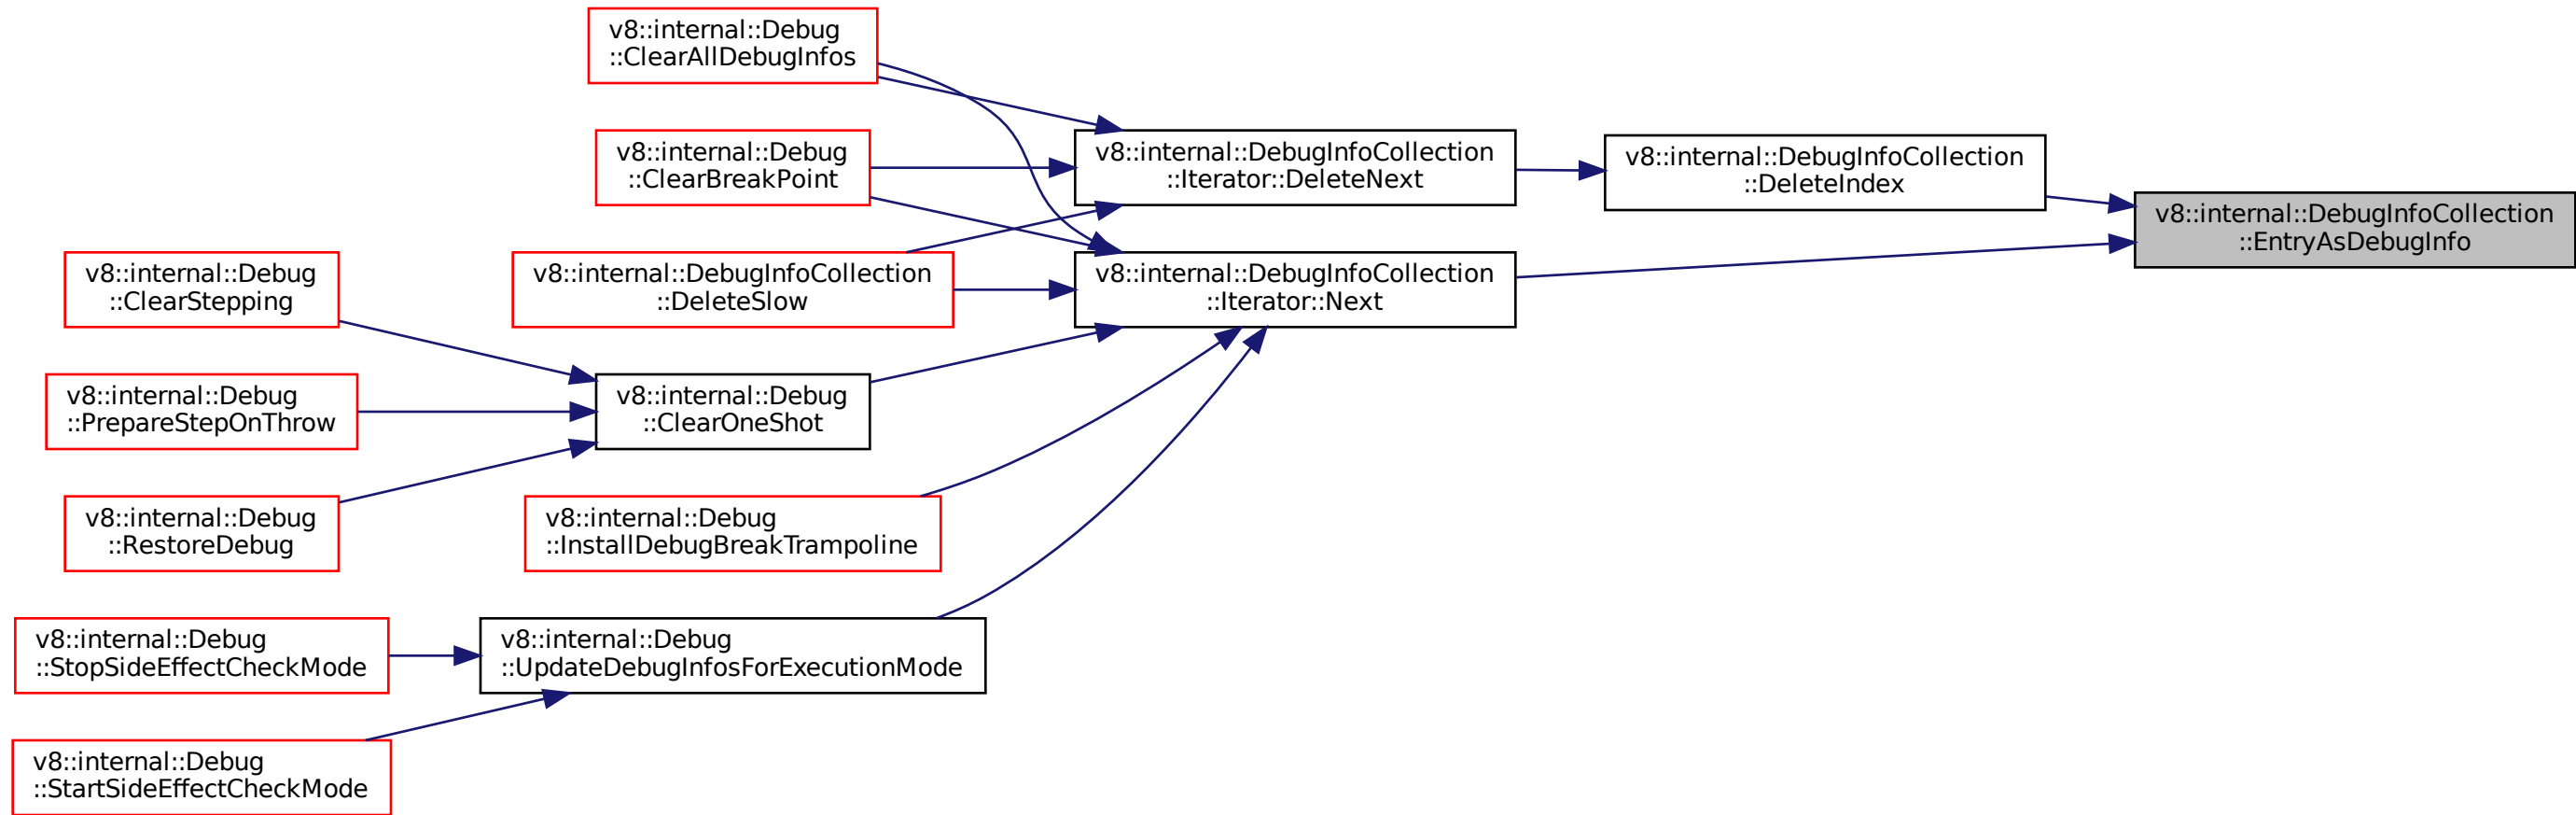 v8::internal::Debug
::ClearAllDebugInfos
v8::internal::Debug
::ClearBreakPoint
v8::internal::DebugInfoCollection
::Iterator::DeleteNext
v8::internal::DebugInfoCollection
::DeleteIndex
v8::internal::DebugInfoCollection
::EntryAsDebugInfo
v8::internal::Debug
::ClearStepping
v8::internal::DebugInfoCollection
::DeleteSlow
v8::internal::DebugInfoCollection
::Iterator::Next
v8::internal::Debug
::PrepareStepOnThrow
v8::internal::Debug
::ClearOneShot
v8::internal::Debug
::RestoreDebug
v8::internal::Debug
::InstallDebugBreakTrampoline
v8::internal::Debug
::StopSideEffectCheckMode
v8::internal::Debug
::UpdateDebugInfosForExecutionMode
v8::internal::Debug
::StartSideEffectCheckMode